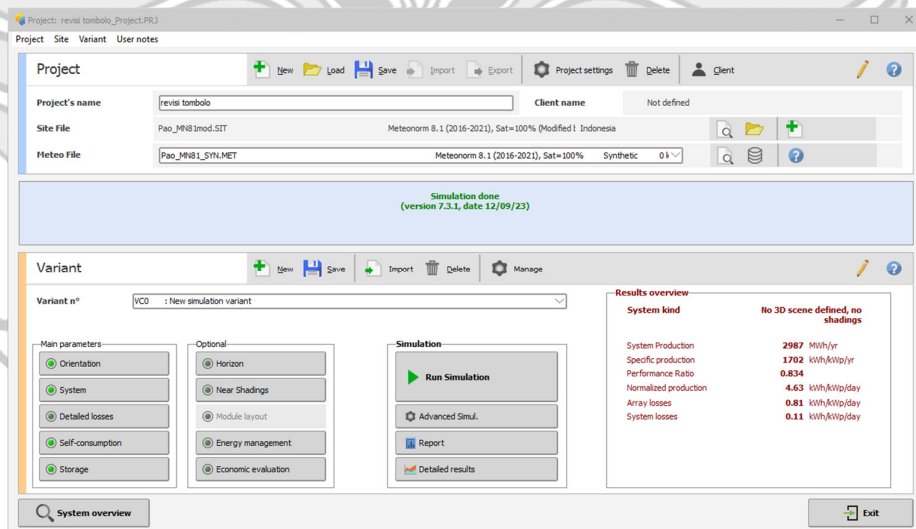 Project: revisi tombolo_Project.PRJ
Project Site Variant User notes
Project New Load Save Import Export Project settings Delete Client
Project's name revisi tombolo Client name Not defined
Site File Pao_MN81mod.SIT Meteonorm 8.1 (2016-2021), Sat=100% (Modified b Indonesia
Meteo File Pao_MN81_SYN.MET Meteonorm 8.1 (2016-2021), Sat=100% Synthetic 0 k
Simulation done
(version 7.3.1, date 12/09/23)
Variant New Save Import Delete Manage
Variant n° VC0 : New simulation variant
Results overview
System kind No 3D scene defined, no shadings
System Production 2987 MWh/yr
Specific production 1702 kWh/kWp/yr
Performance Ratio 0.834
Normalized production 4.63 kWh/kWp/day
Array losses 0.81 kWh/kWp/day
System losses 0.11 kWh/kWp/day
Main parameters
Orientation
System
Detailed losses
Self-consumption
Storage
Optional
Horizon
Near Shadings
Module layout
Energy management
Economic evaluation
Simulation
Run Simulation
Advanced Simul.
Report
Detailed results
System overview
Exit